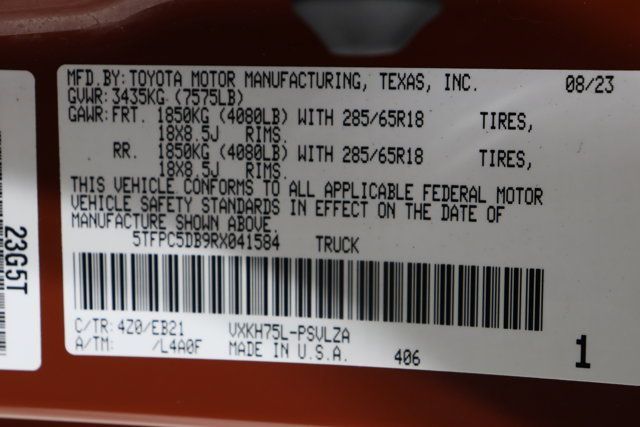 MFD.BY: TOYOTA MOTOR MANUFACTURING, TEXAS, INC. 08/23
GVWR: 3435KG (7575LB)
GAWR: FRT. 1850KG (4080LB) WITH 285/65R18 TIRES,
18X8.5J RIMS.
RR. 1850KG (4080LB) WITH 285/65R18 TIRES,
18X8.5J RIMS.
THIS VEHICLE CONFORMS TO ALL APPLICABLE FEDERAL MOTOR
VEHICLE SAFETY STANDARDS IN EFFECT ON THE DATE OF
MANUFACTURE SHOWN ABOVE.
5TFPC5DB9RX041584 TRUCK
C/TR: 4Z0/EB21 VXKH75L-PSVLZA
A/TM: /L4A0F MADE IN U.S.A. 406 1
23G5T